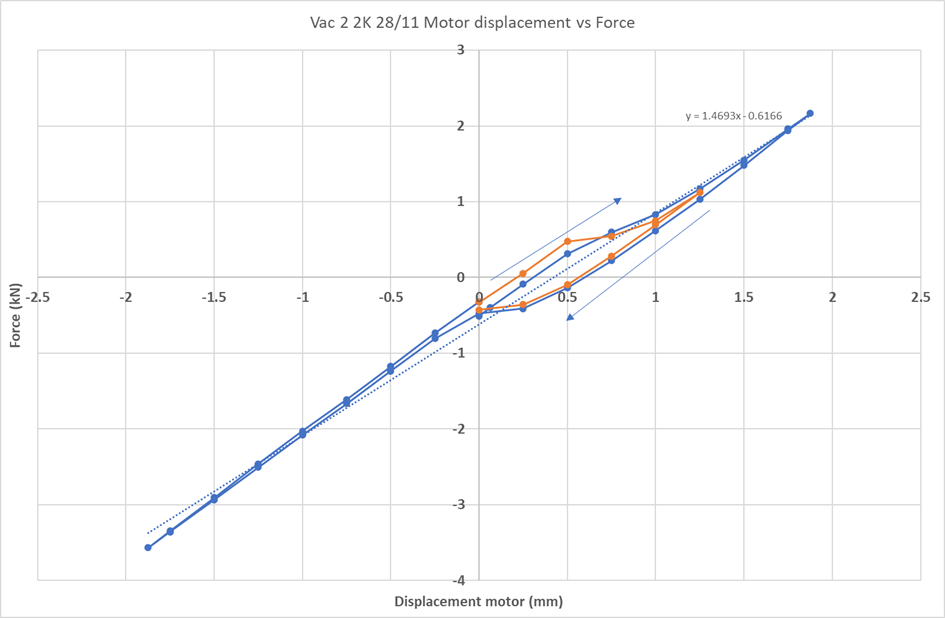 Vac 2 2K 28/11 Motor displacement vs Force
3
y = 1.4693x - 0.6166
2
1
0
-2.5 -2 -1.5 -1 -0.5 0 0.5 1 1.5 2 2.5
Force (kN)
-1
-2
-3
-4
Displacement motor (mm)